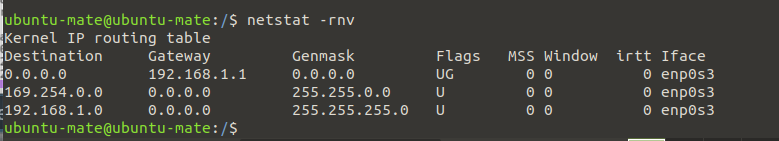 ubuntu-mate@ubuntu-mate:/$ netstat -rnv
Kernel IP routing table
Destination     Gateway         Genmask         Flags   MSS Window  irtt Iface
0.0.0.0         192.168.1.1     0.0.0.0         UG        0 0          0 enp0s3
169.254.0.0     0.0.0.0         255.255.0.0     U         0 0          0 enp0s3
192.168.1.0     0.0.0.0         255.255.255.0   U         0 0          0 enp0s3
ubuntu-mate@ubuntu-mate:/$